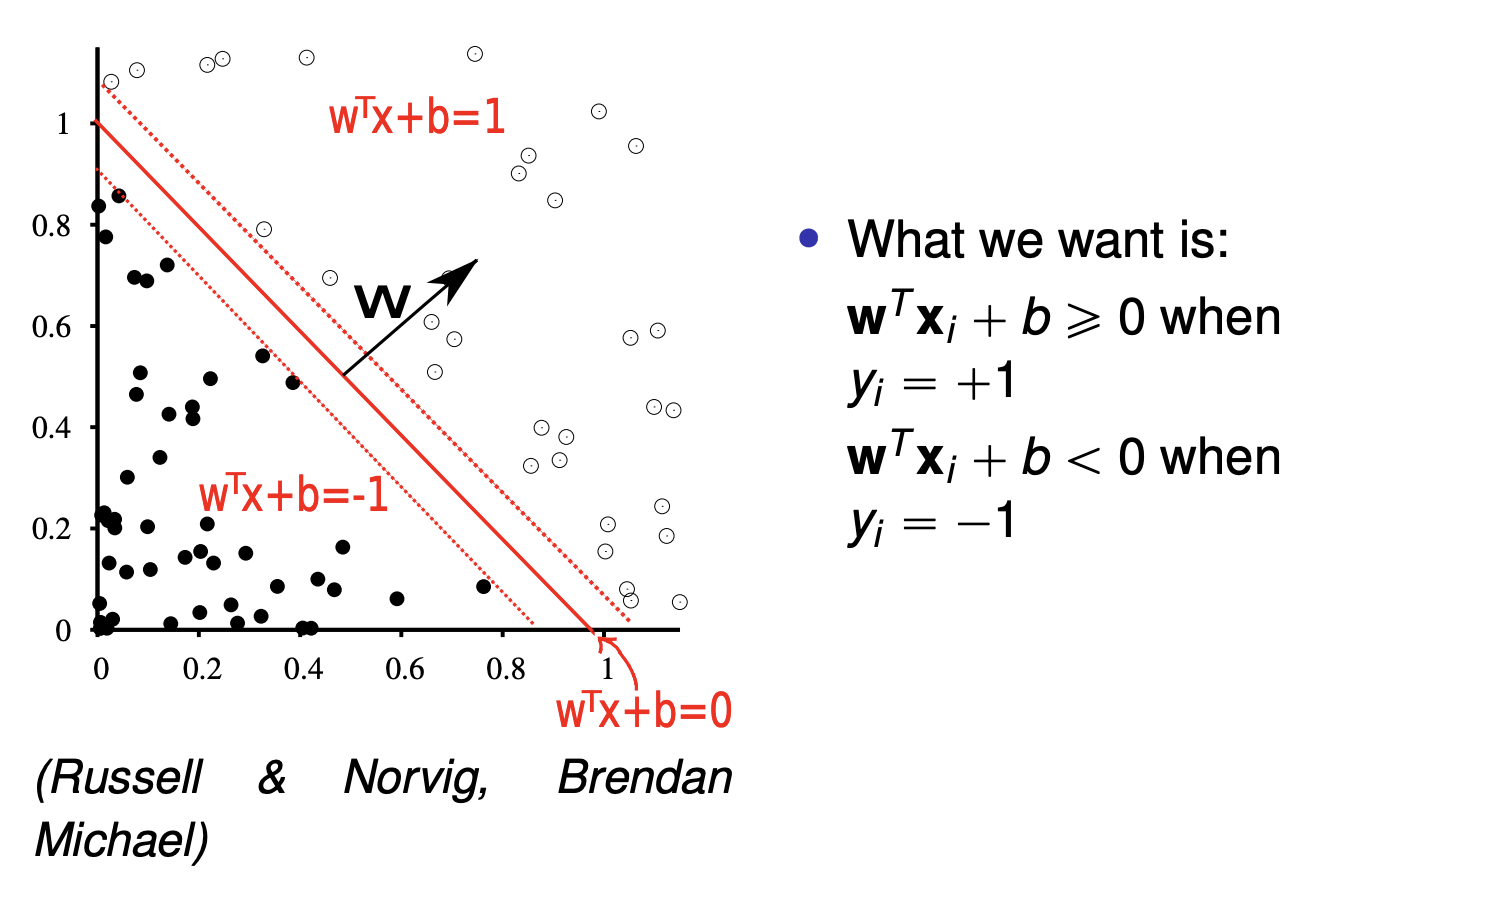 wᵀx+b=1
1
0.8
0.6
w
0.4
wᵀx+b=-1
0.2
0
0 0.2 0.4 0.6 0.8 1
wᵀx+b=0
(Russell & Norvig, Brendan
Michael)
• What we want is:
wᵀxᵢ + b ⩾ 0 when
yᵢ = +1
wᵀxᵢ + b < 0 when
yᵢ = −1